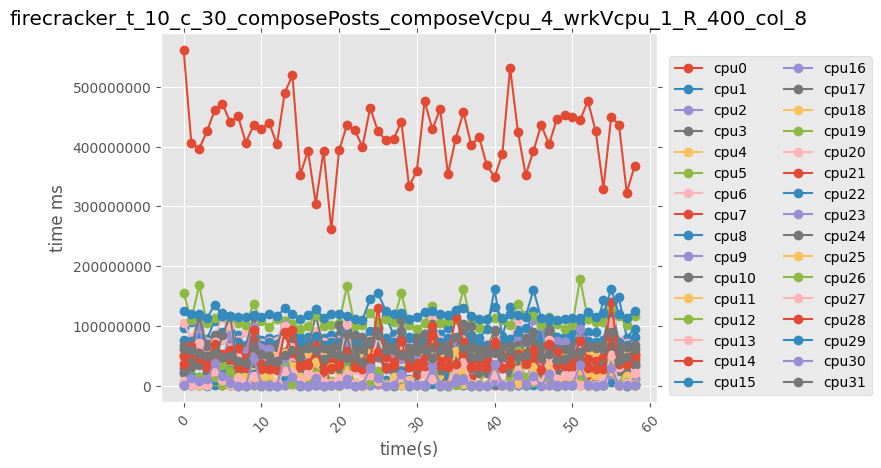 firecracker_t_10_c_30_composePosts_composeVcpu_4_wrkVcpu_1_R_400_col_8
500000000
400000000
300000000
200000000
100000000
0
time ms
0
10
20
30
40
50
60
time(s)
cpu0
cpu1
cpu2
cpu3
cpu4
cpu5
cpu6
cpu7
cpu8
cpu9
cpu10
cpu11
cpu12
cpu13
cpu14
cpu15
cpu16
cpu17
cpu18
cpu19
cpu20
cpu21
cpu22
cpu23
cpu24
cpu25
cpu26
cpu27
cpu28
cpu29
cpu30
cpu31